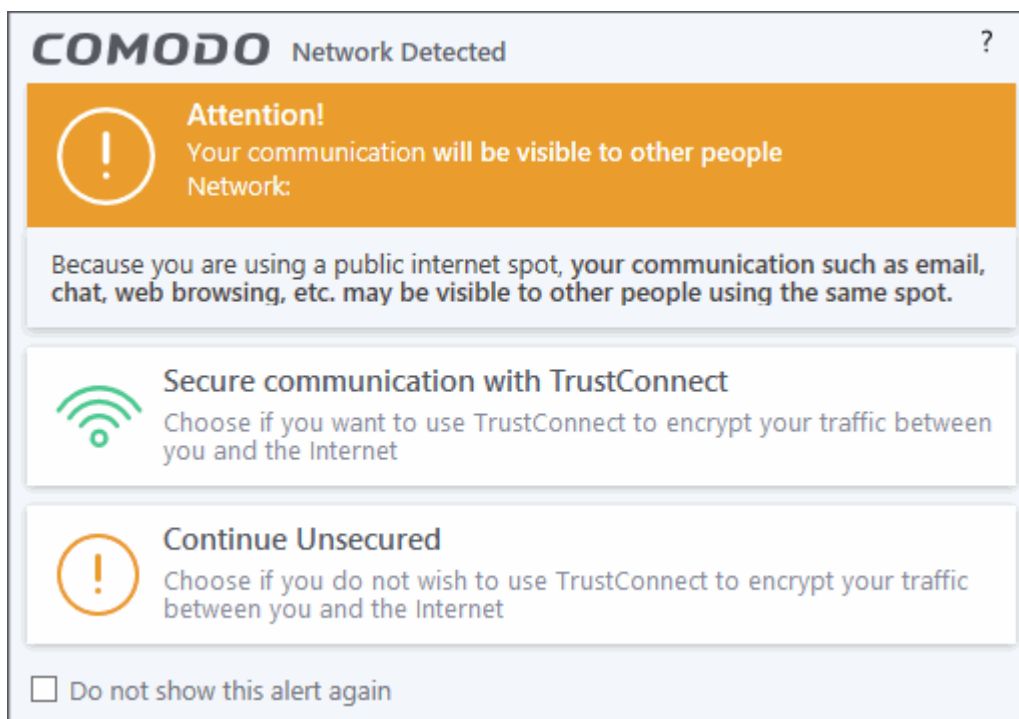 COMODO Network Detected ?
Attention!
Your communication will be visible to other people
Network:
Because you are using a public internet spot, your communication such as email,
chat, web browsing, etc. may be visible to other people using the same spot.
Secure communication with TrustConnect
Choose if you want to use TrustConnect to encrypt your traffic between
you and the Internet
Continue Unsecured
Choose if you do not wish to use TrustConnect to encrypt your traffic
between you and the Internet
Do not show this alert again